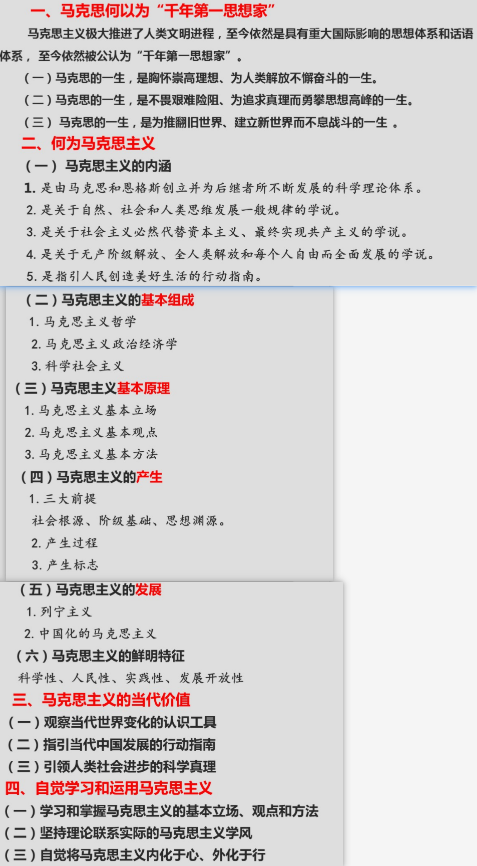 一、马克思何以为“千年第一思想家”
马克思主义极大推进了人类文明进程，至今依然是具有重大国际影响的思想体系和话语
体系，至今依然被公认为“千年第一思想家”。
（一）马克思的一生，是胸怀崇高理想、为人类解放不懈奋斗的一生。
（二）马克思的一生，是不畏艰难险阻、为追求真理而勇攀思想高峰的一生。
（三） 马克思的一生，是为推翻旧世界、建立新世界而不息战斗的一生 。
二、何为马克思主义
（一） 马克思主义的内涵
1. 是由马克思和恩格斯创立并为后继者所不断发展的科学理论体系。
2. 是关于自然、社会和人类思维发展一般规律的学说。
3. 是关于社会主义必然代替资本主义、最终实现共产主义的学说。
4. 是关于无产阶级解放、全人类解放和每个人自由而全面发展的学说。
5. 是指引人民创造美好生活的行动指南。
（二）马克思主义的基本组成
1. 马克思主义哲学
2. 马克思主义政治经济学
3. 科学社会主义
（三）马克思主义基本原理
1. 马克思主义基本立场
2. 马克思主义基本观点
3. 马克思主义基本方法
（四）马克思主义的产生
1. 三大前提
社会根源、阶级基础、思想渊源。
2. 产生过程
3. 产生标志
（五）马克思主义的发展
1. 列宁主义
2. 中国化的马克思主义
（六）马克思主义的鲜明特征
科学性、人民性、实践性、发展开放性
三、马克思主义的当代价值
（一）观察当代世界变化的认识工具
（二）指引当代中国发展的行动指南
（三）引领人类社会进步的科学真理
四、自觉学习和运用马克思主义
（一）学习和掌握马克思主义的基本立场、观点和方法
（二）坚持理论联系实际的马克思主义学风
（三）自觉将马克思主义内化于心、外化于行